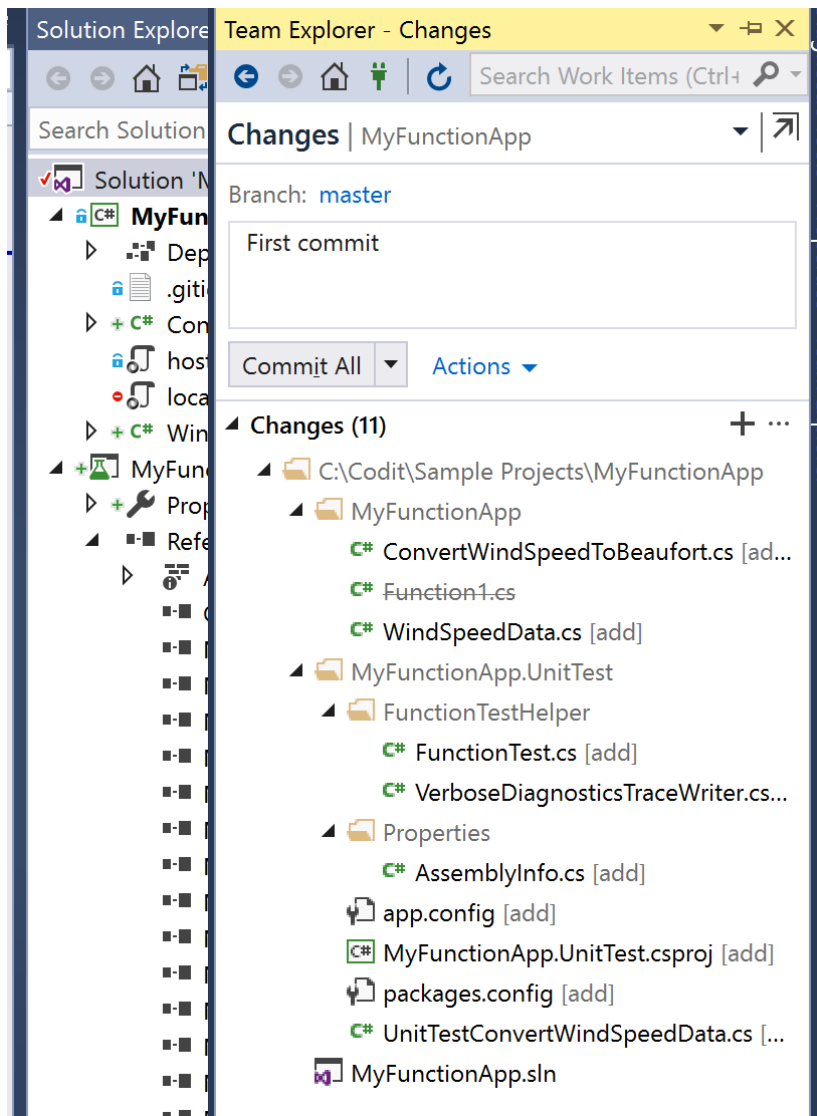 Solution Explore
Search Solution
Solution 'M
MyFun
Dep
.gitig
C# Con
host
loca
C# Win
MyFun
Prop
Refe
Team Explorer - Changes
Search Work Items (Ctrl+
Changes | MyFunctionApp
Branch: master
First commit
Commit All
Actions
Changes (11)
C:\Codit\Sample Projects\MyFunctionApp
MyFunctionApp
C# ConvertWindSpeedToBeaufort.cs [ad...
C# Function1.cs
C# WindSpeedData.cs [add]
MyFunctionApp.UnitTest
FunctionTestHelper
C# FunctionTest.cs [add]
C# VerboseDiagnosticsTraceWriter.cs...
Properties
C# AssemblyInfo.cs [add]
app.config [add]
C# MyFunctionApp.UnitTest.csproj [add]
packages.config [add]
C# UnitTestConvertWindSpeedData.cs [...
MyFunctionApp.sln